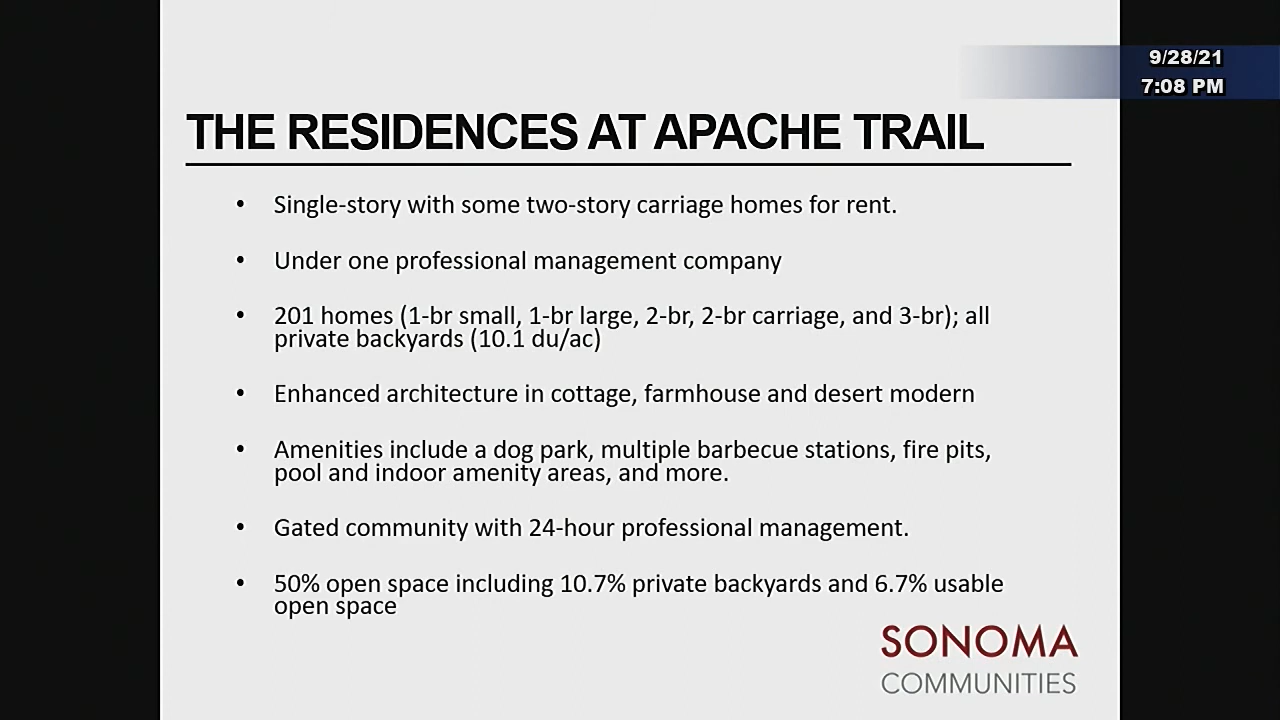 9/28/21
7:08 PM
THE RESIDENCES AT APACHE TRAIL
• Single-story with some two-story carriage homes for rent.
• Under one professional management company
• 201 homes (1-br small, 1-br large, 2-br, 2-br carriage, and 3-br); all
private backyards (10.1 du/ac)
• Enhanced architecture in cottage, farmhouse and desert modern
• Amenities include a dog park, multiple barbecue stations, fire pits,
pool and indoor amenity areas, and more.
• Gated community with 24-hour professional management.
• 50% open space including 10.7% private backyards and 6.7% usable
open space
SONOMA
COMMUNITIES